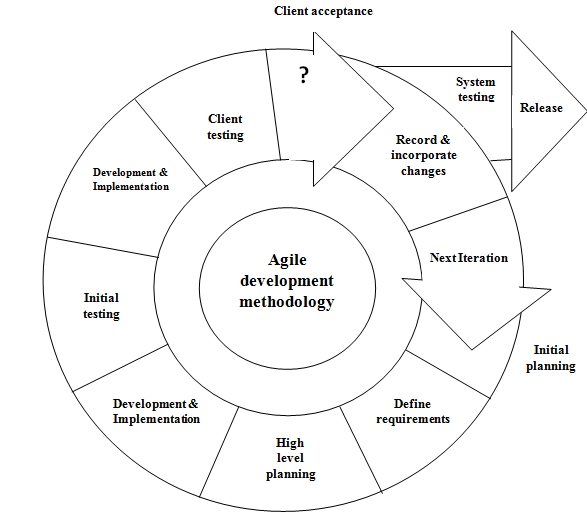 Client acceptance
?
System
testing
Release
Client
testing
Record &
incorporate
changes
Development &
Implementation
Next Iteration
Agile
development
methodology
Initial
testing
Initial
planning
Development &
Implementation
Define
requirements
High
level
planning